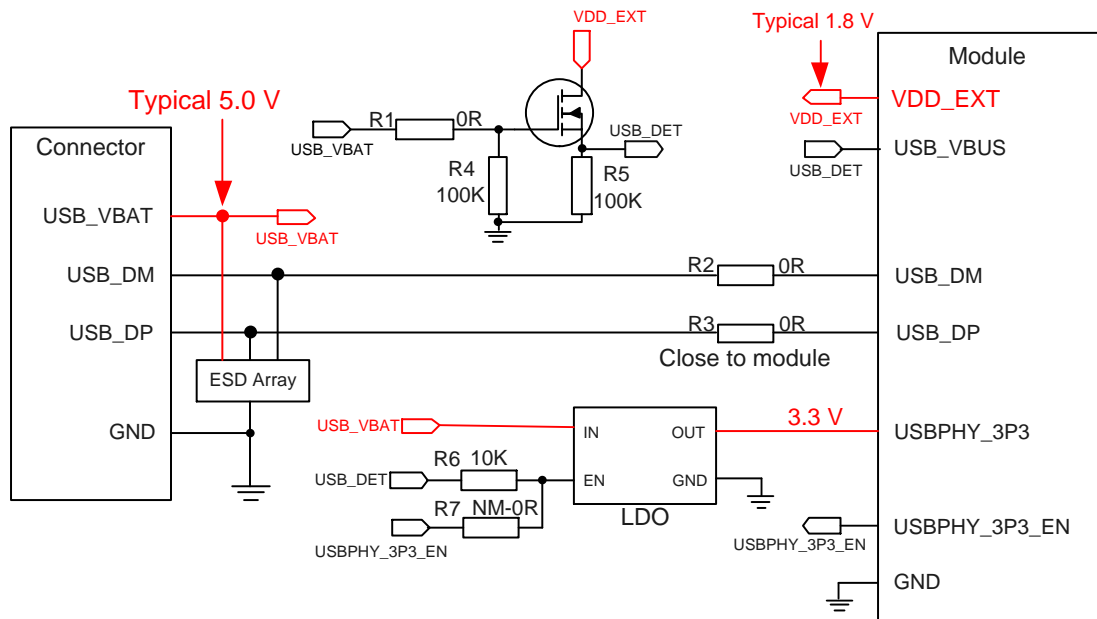 VDD_EXT
Typical 1.8 V
Module
Typical 5.0 V
VDD_EXT
VDD_EXT
R1
0R
USB_VBAT
USB_DET
Connector
USB_VBUS
USB_DET
R4
100K
R5
100K
USB_VBAT
USB_VBAT
R2
0R
USB_DM
USB_DM
R3
0R
USB_DP
USB_DP
Close to module
ESD Array
GND
USB_VBAT
IN
OUT
3.3 V
USBPHY_3P3
R6
10K
USB_DET
EN
GND
R7
NM-0R
LDO
USBPHY_3P3_EN
USBPHY_3P3_EN
USBPHY_3P3_EN
GND